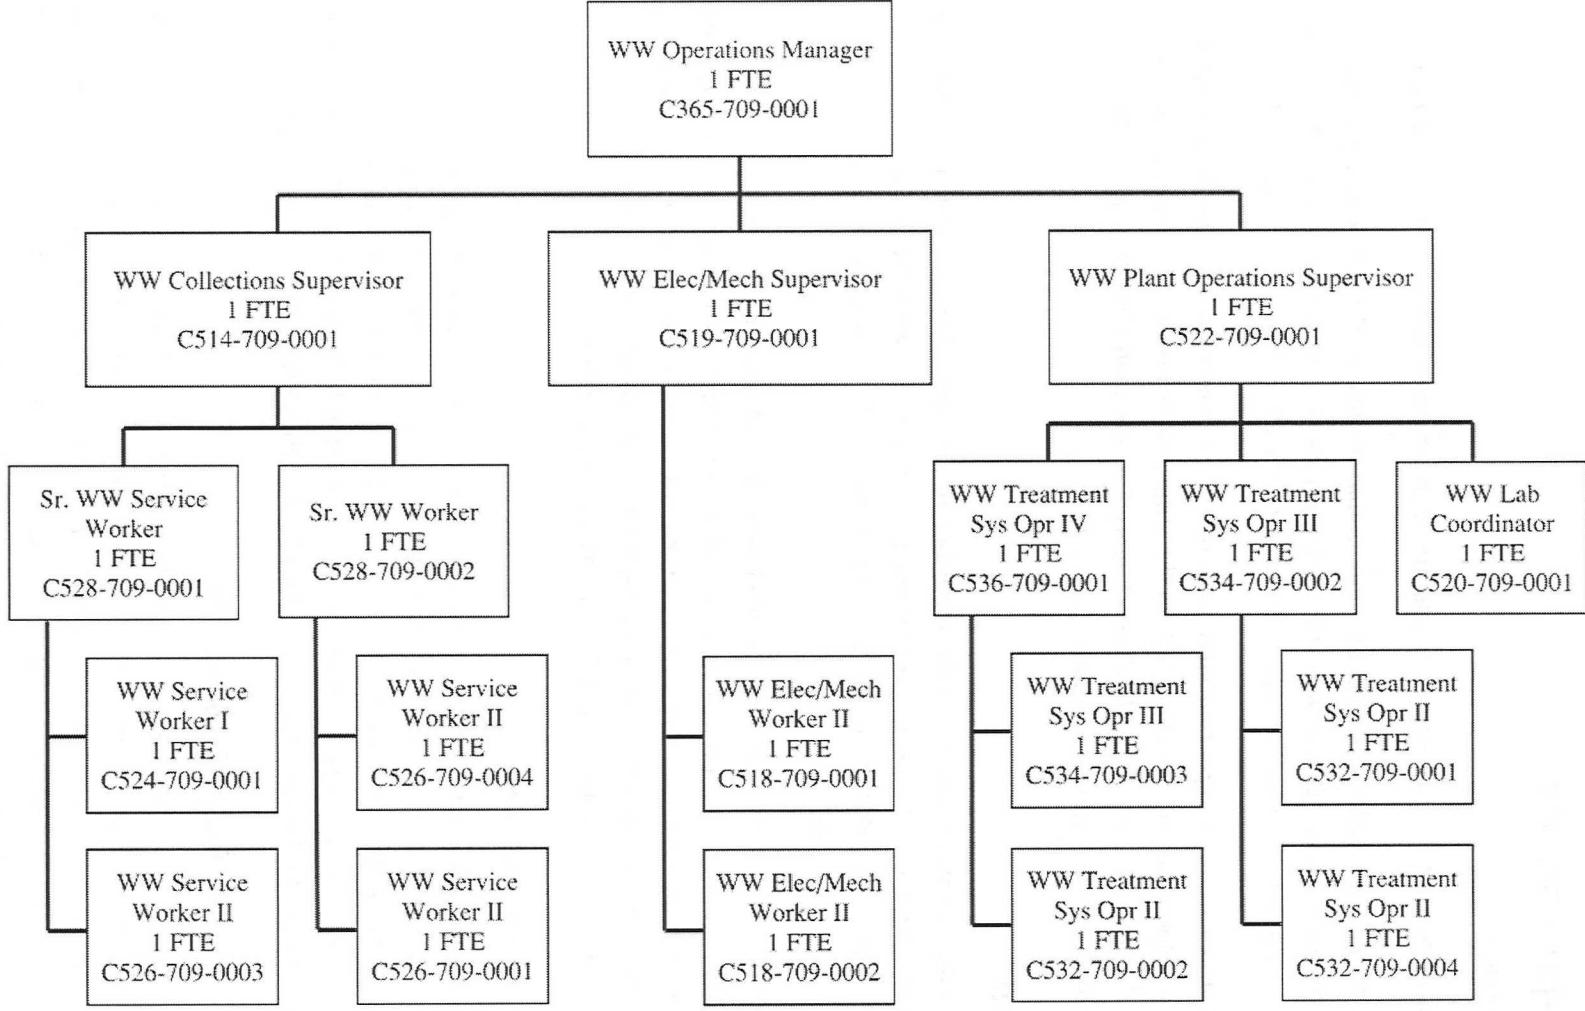 WW Operations Manager
1 FTE
C365-709-0001
WW Collections Supervisor
1 FTE
C514-709-0001
WW Elec/Mech Supervisor
1 FTE
C519-709-0001
WW Plant Operations Supervisor
1 FTE
C522-709-0001
Sr. WW Service
Worker
1 FTE
C528-709-0001
Sr. WW Worker
1 FTE
C528-709-0002
WW Treatment
Sys Opr IV
1 FTE
C536-709-0001
WW Treatment
Sys Opr III
1 FTE
C534-709-0002
WW Lab
Coordinator
1 FTE
C520-709-0001
WW Service
Worker I
1 FTE
C524-709-0001
WW Service
Worker II
1 FTE
C526-709-0004
WW Elec/Mech
Worker II
1 FTE
C518-709-0001
WW Treatment
Sys Opr III
1 FTE
C534-709-0003
WW Treatment
Sys Opr II
1 FTE
C532-709-0001
WW Service
Worker II
1 FTE
C526-709-0003
WW Service
Worker II
1 FTE
C526-709-0001
WW Elec/Mech
Worker II
1 FTE
C518-709-0002
WW Treatment
Sys Opr II
1 FTE
C532-709-0002
WW Treatment
Sys Opr II
1 FTE
C532-709-0004